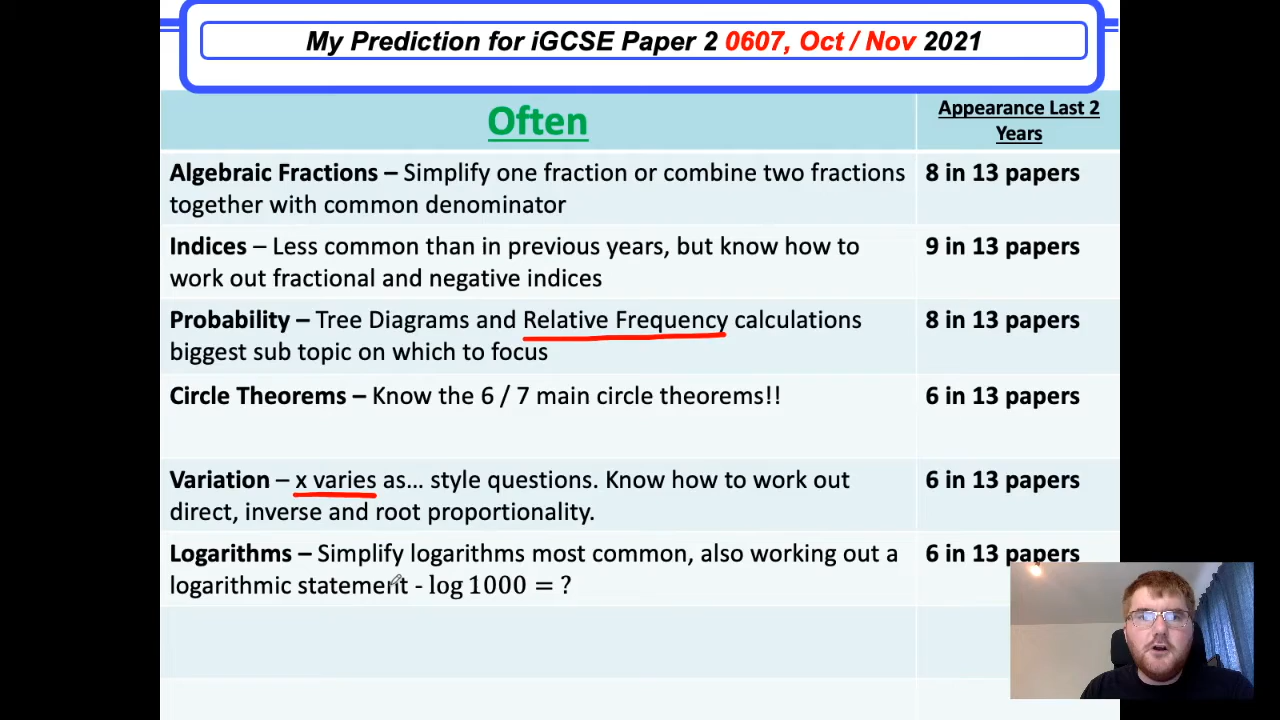 My Prediction for iGCSE Paper 2 0607, Oct / Nov 2021
Often
Appearance Last 2
Years
Algebraic Fractions – Simplify one fraction or combine two fractions
together with common denominator
8 in 13 papers
Indices – Less common than in previous years, but know how to
work out fractional and negative indices
9 in 13 papers
Probability – Tree Diagrams and Relative Frequency calculations
biggest sub topic on which to focus
8 in 13 papers
Circle Theorems – Know the 6 / 7 main circle theorems!!
6 in 13 papers
Variation – x varies as... style questions. Know how to work out
direct, inverse and root proportionality.
6 in 13 papers
Logarithms – Simplify logarithms most common, also working out a
logarithmic statement - log 1000 = ?
6 in 13 papers